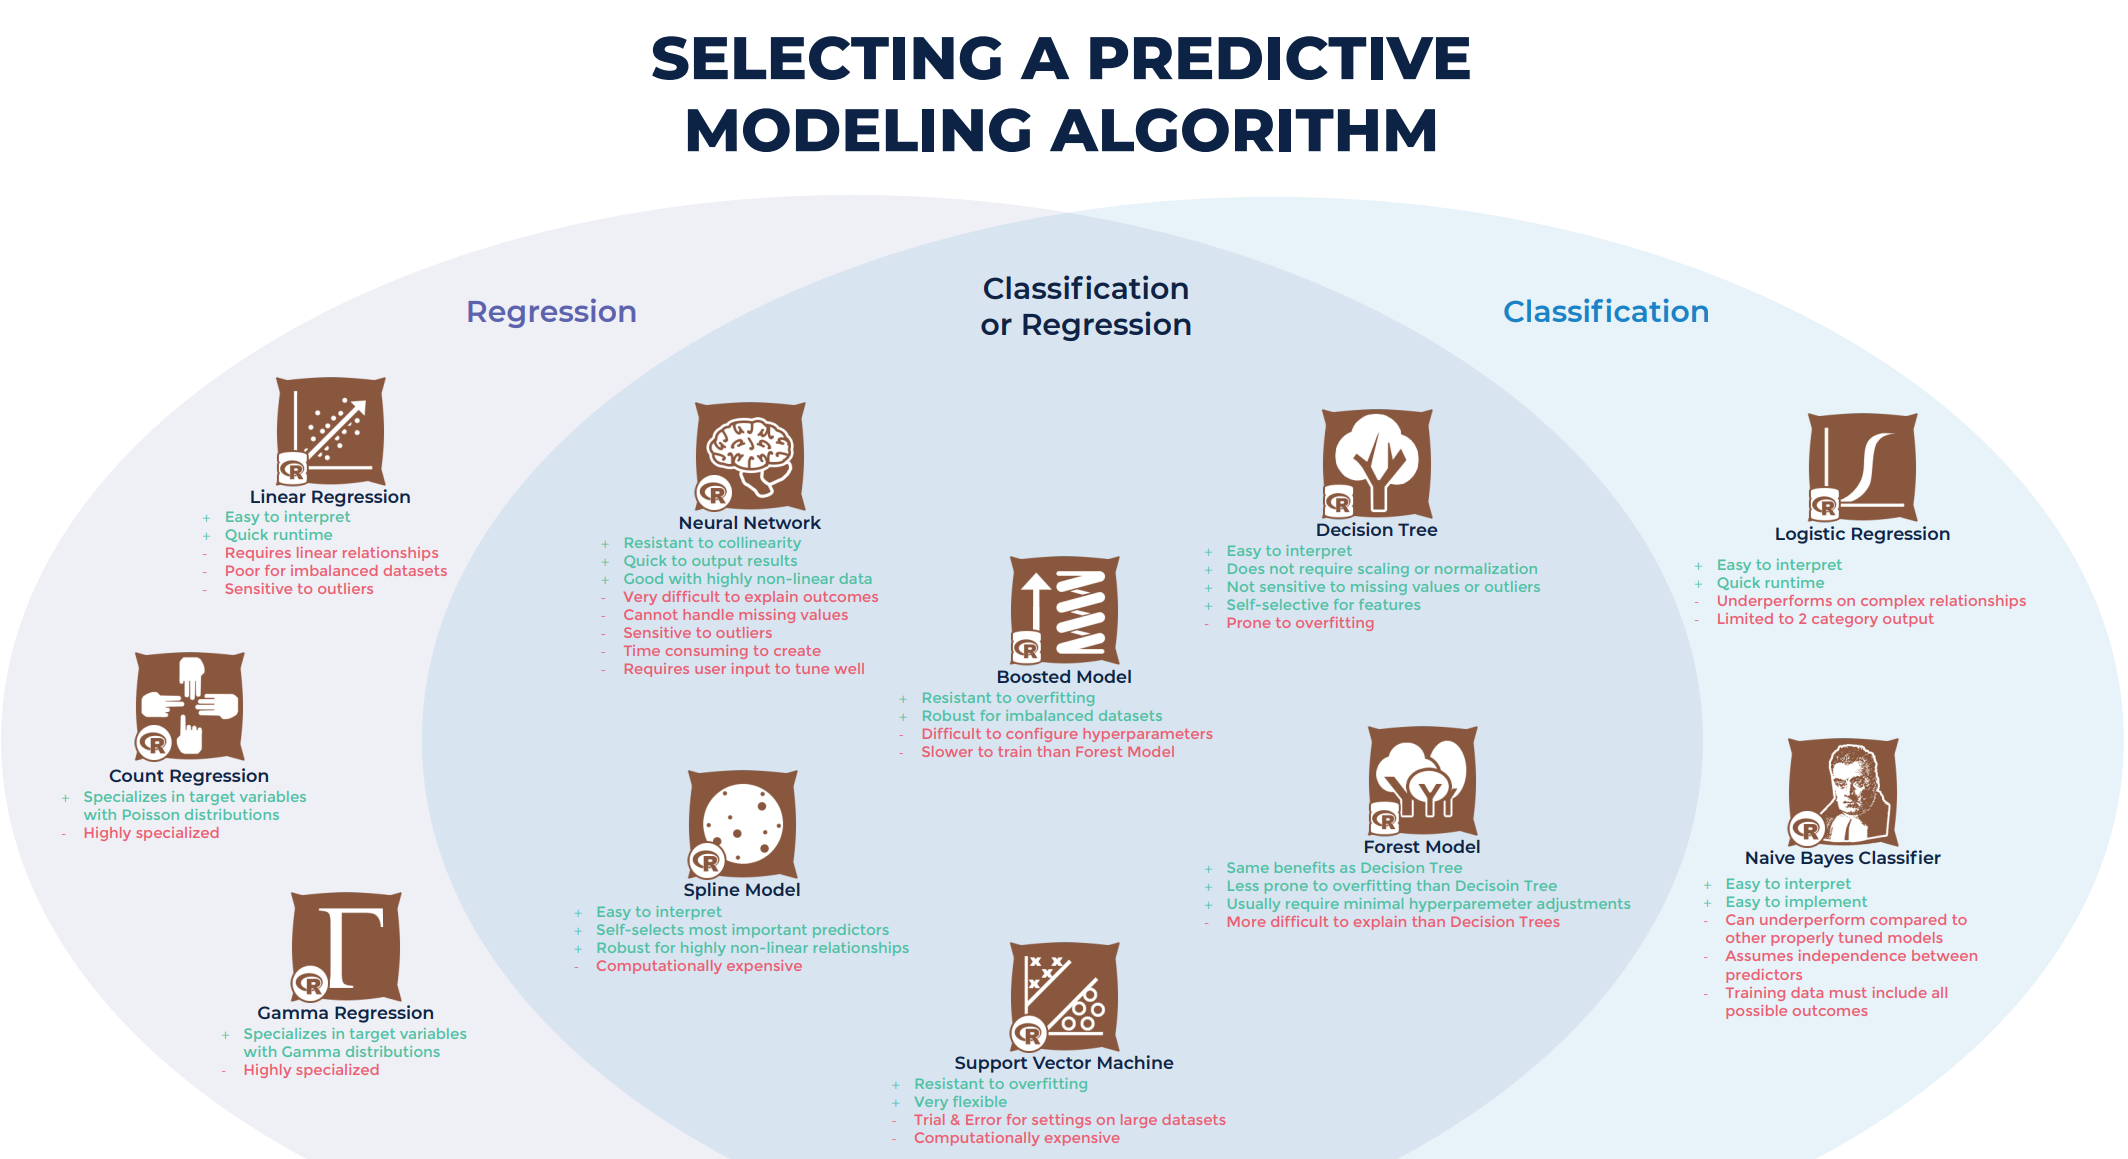 SELECTING A PREDICTIVE
MODELING ALGORITHM
Regression
Classification
or Regression
Classification
R
Linear Regression
+ Easy to interpret
+ Quick runtime
- Requires linear relationships
- Poor for imbalanced datasets
- Sensitive to outliers
R
Count Regression
+ Specializes in target variables
with Poisson distributions
- Highly specialized
Γ
R
Gamma Regression
+ Specializes in target variables
with Gamma distributions
- Highly specialized
R
Neural Network
+ Resistant to collinearity
+ Quick to output results
+ Good with highly non-linear data
- Very difficult to explain outcomes
- Cannot handle missing values
- Sensitive to outliers
- Time consuming to create
- Requires user input to tune well
R
Spline Model
+ Easy to interpret
+ Self-selects most important predictors
+ Robust for highly non-linear relationships
- Computationally expensive
R
Boosted Model
+ Resistant to overfitting
+ Robust for imbalanced datasets
- Difficult to configure hyperparameters
- Slower to train than Forest Model
x x
x
R
Support Vector Machine
+ Resistant to overfitting
+ Very flexible
- Trial & Error for settings on large datasets
- Computationally expensive
R
Decision Tree
+ Easy to interpret
+ Does not require scaling or normalization
+ Not sensitive to missing values or outliers
+ Self-selective for features
- Prone to overfitting
R
Forest Model
+ Same benefits as Decision Tree
+ Less prone to overfitting than Decisoin Tree
+ Usually require minimal hyperparemeter adjustments
- More difficult to explain than Decision Trees
R
Logistic Regression
+ Easy to interpret
+ Quick runtime
- Underperforms on complex relationships
- Limited to 2 category output
R
Naive Bayes Classifier
+ Easy to interpret
+ Easy to implement
- Can underperform compared to
other properly tuned models
- Assumes independence between
predictors
- Training data must include all
possible outcomes